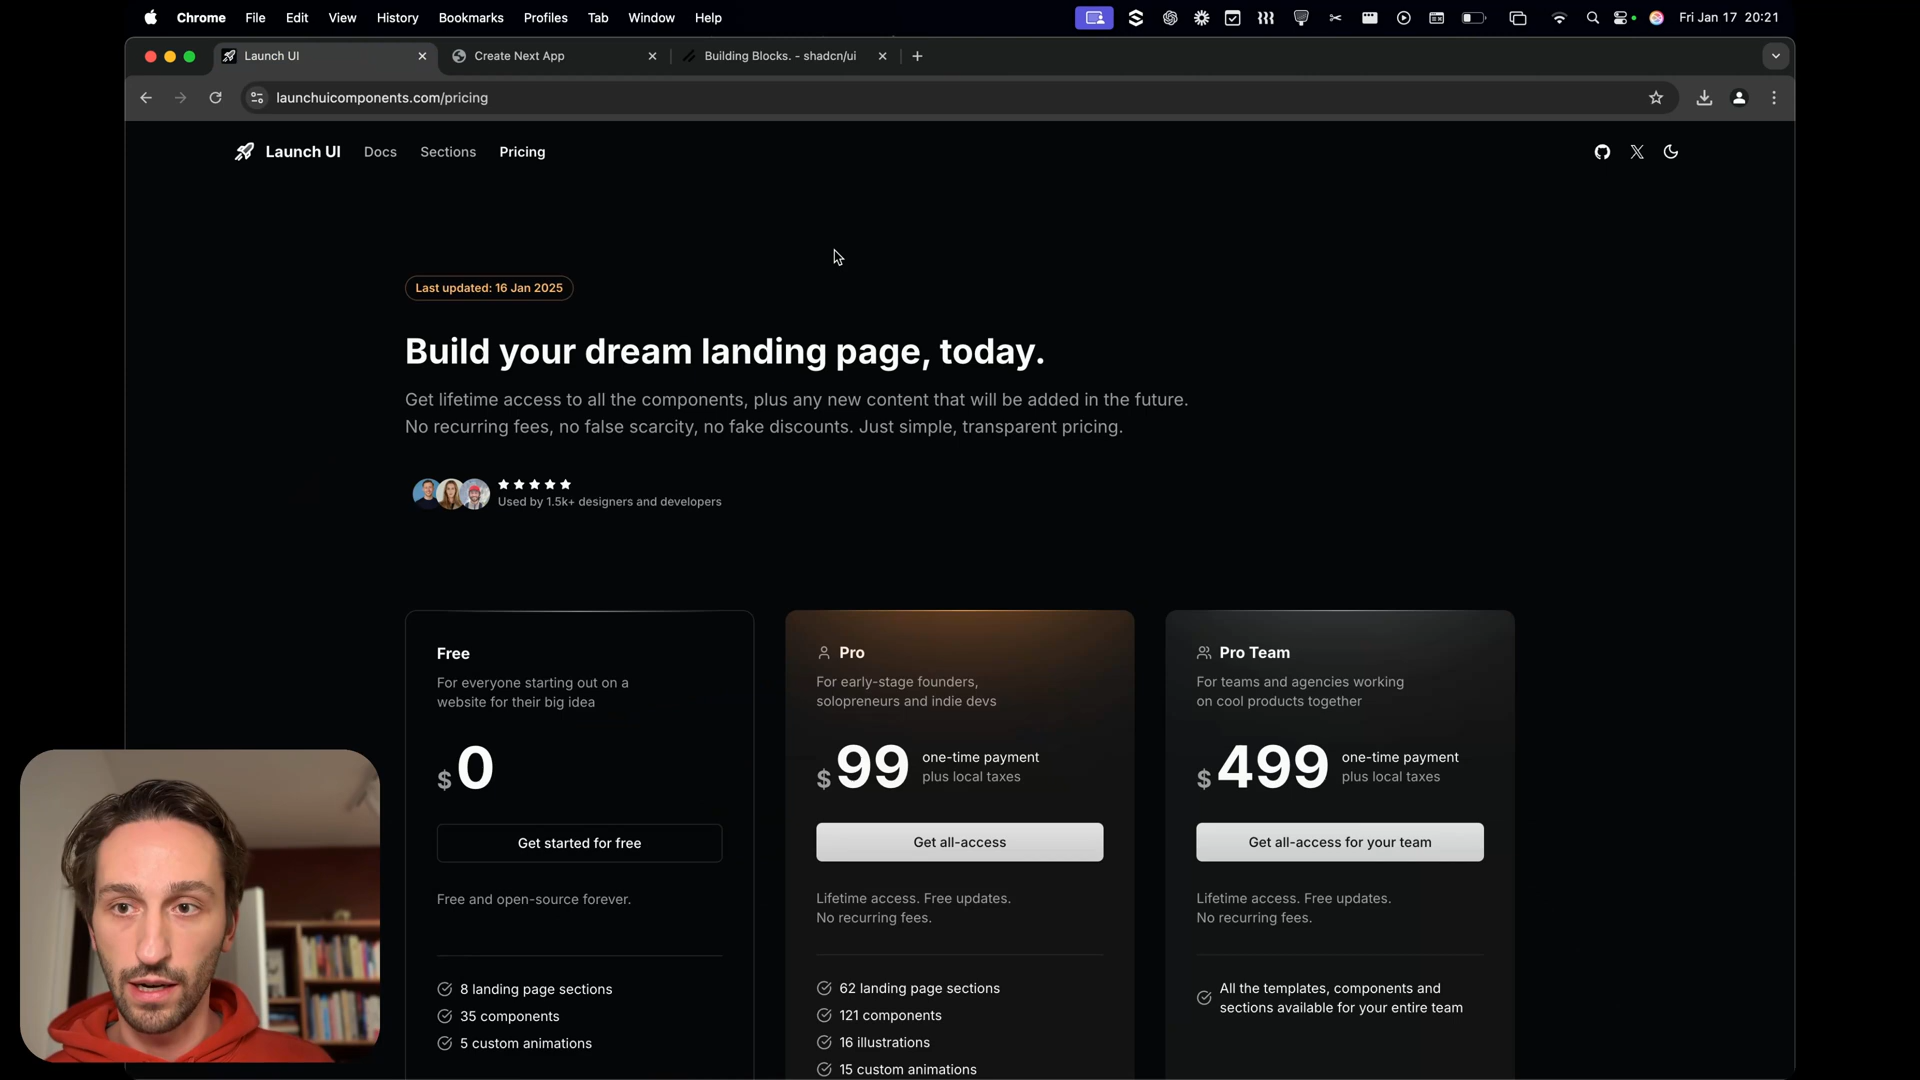 Chrome File Edit View History Bookmarks Profiles Tab Window Help Fri Jan 17 20:21
Launch UI Create Next App Building Blocks. - shadcn/ui
launchuicomponents.com/pricing
Launch UI Docs Sections Pricing
Last updated: 16 Jan 2025
Build your dream landing page, today.
Get lifetime access to all the components, plus any new content that will be added in the future.
No recurring fees, no false scarcity, no fake discounts. Just simple, transparent pricing.
Used by 1.5k+ designers and developers
Free
For everyone starting out on a
website for their big idea
$0
Get started for free
Free and open-source forever.
8 landing page sections
35 components
5 custom animations
Pro
For early-stage founders,
solopreneurs and indie devs
$99
one-time payment
plus local taxes
Get all-access
Lifetime access. Free updates.
No recurring fees.
62 landing page sections
121 components
16 illustrations
15 custom animations
Pro Team
For teams and agencies working
on cool products together
$499
one-time payment
plus local taxes
Get all-access for your team
Lifetime access. Free updates.
No recurring fees.
All the templates, components and
sections available for your entire team